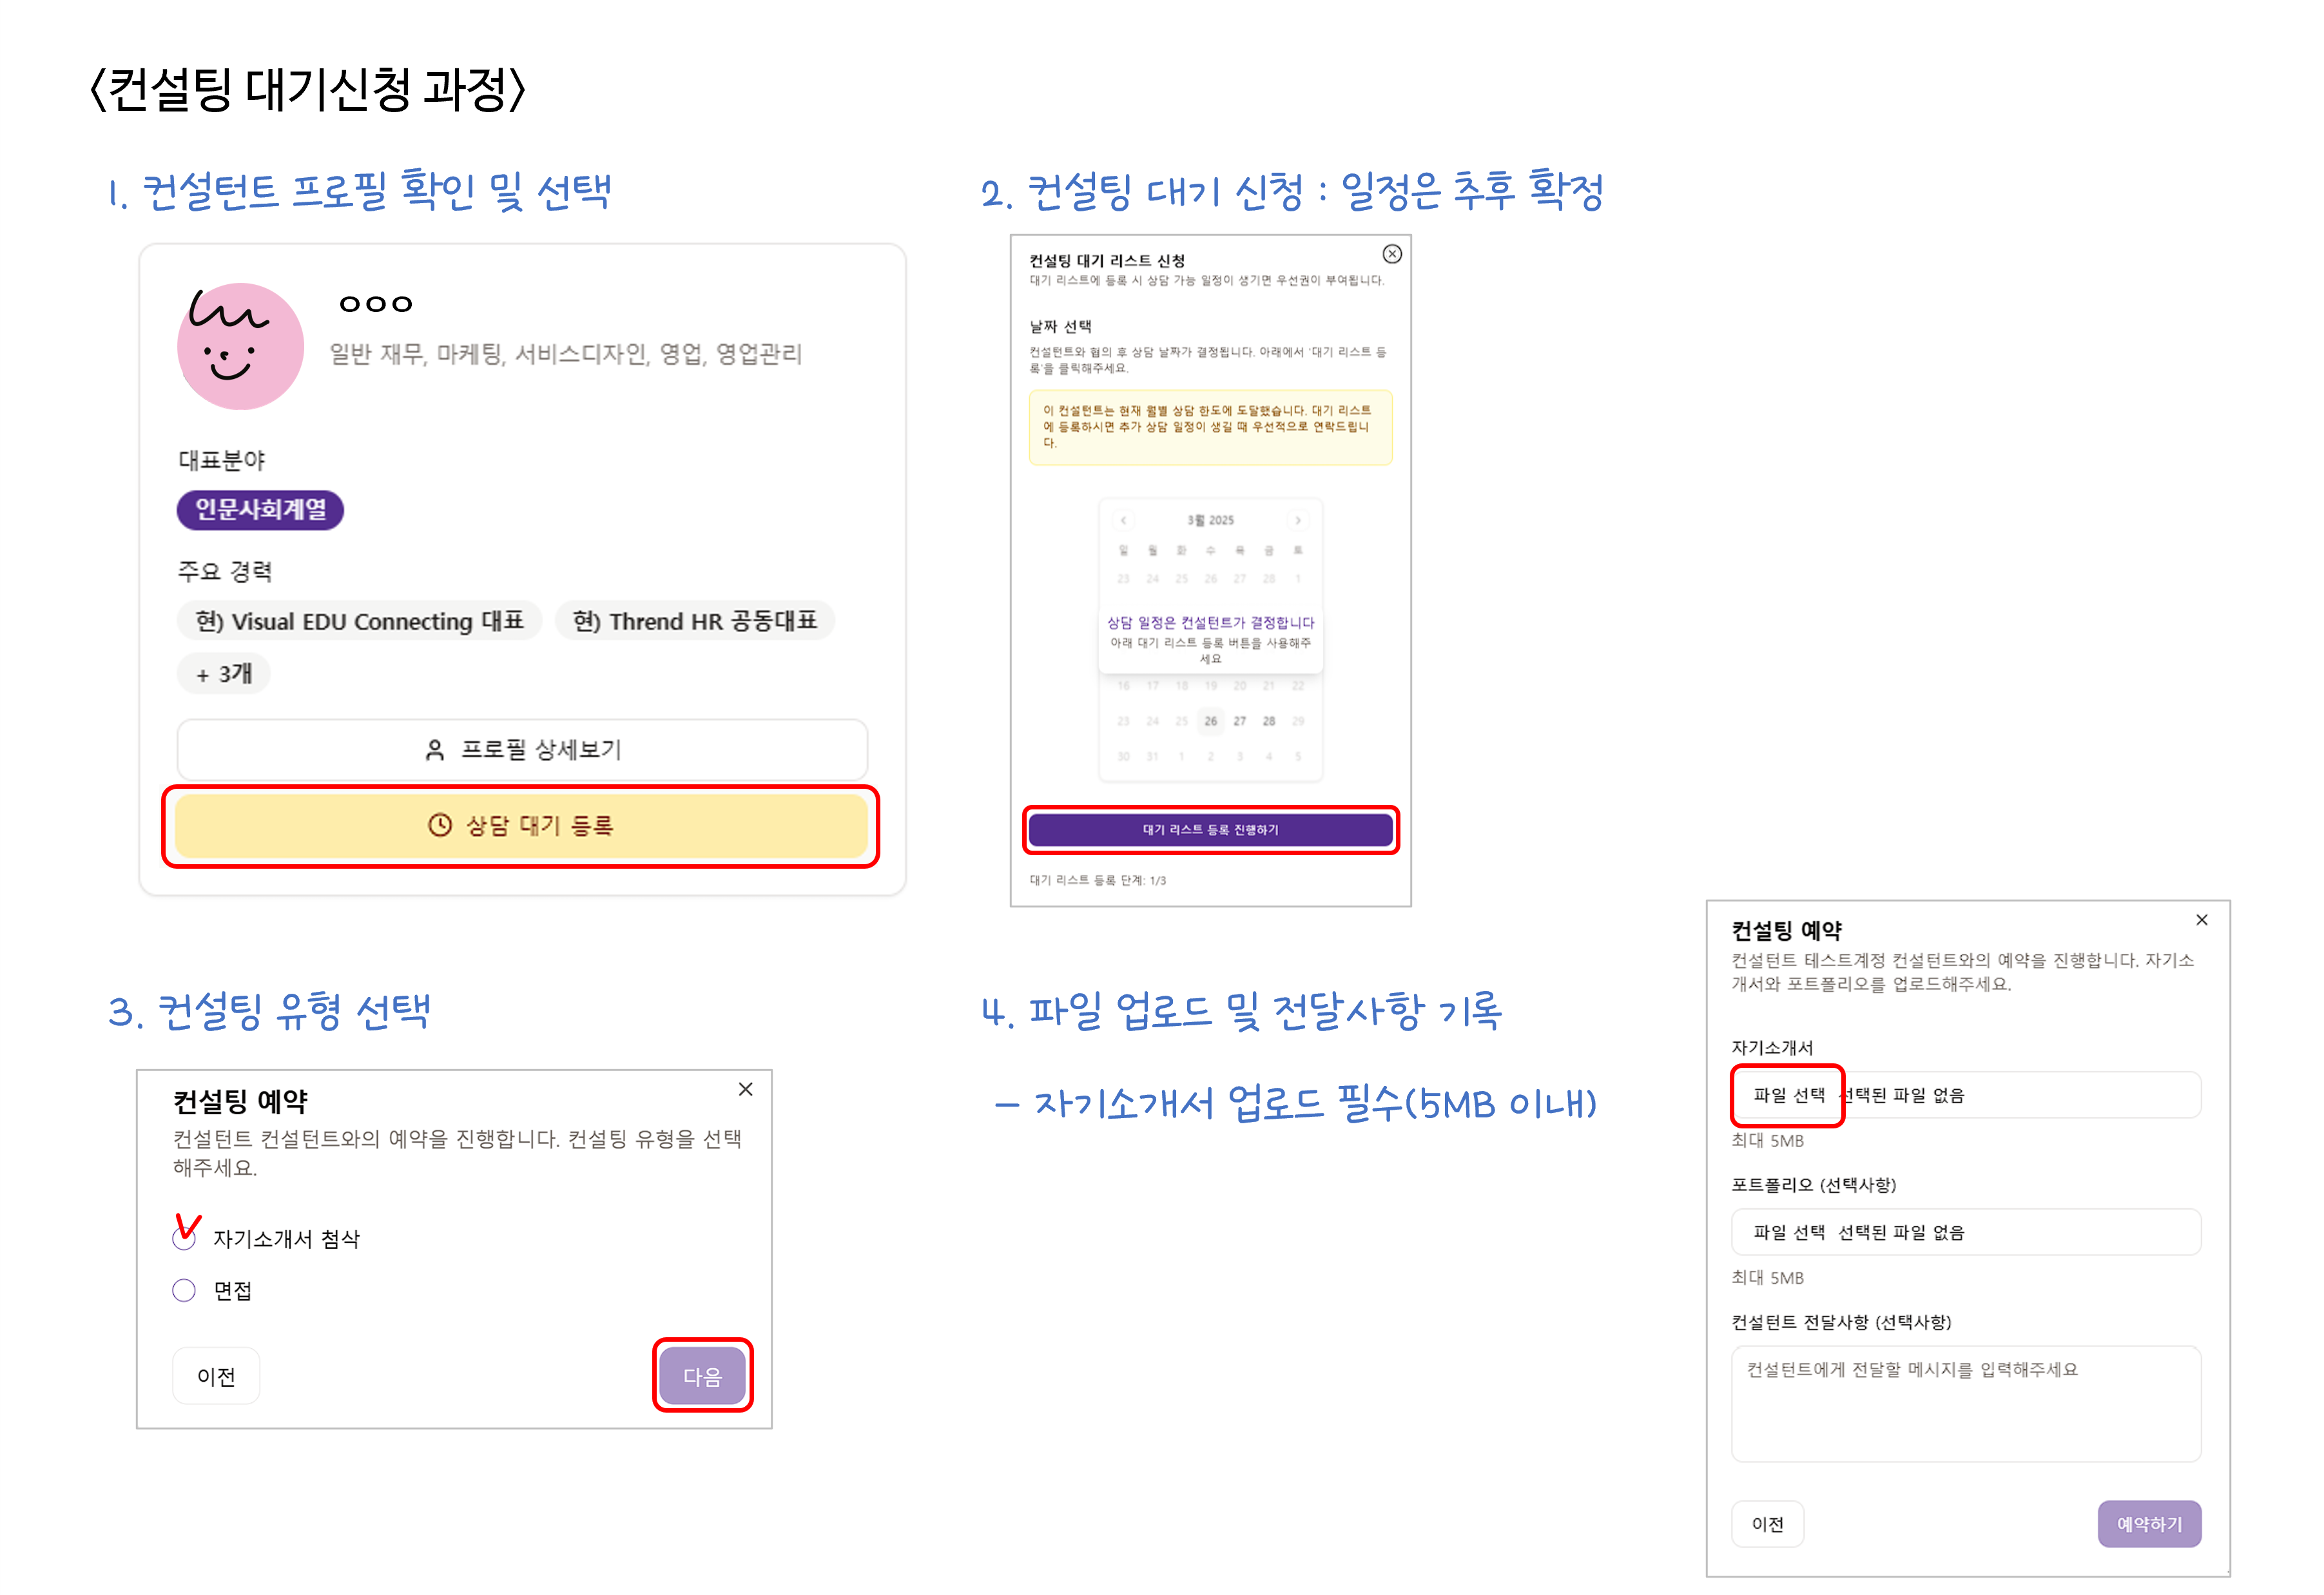 <컨설팅 대기신청 과정>
1. 컨설턴트 프로필 확인 및 선택
ㅇㅇㅇ
일반 재무, 마케팅, 서비스디자인, 영업, 영업관리
대표분야
인문사회계열
주요 경력
현) Visual EDU Connecting 대표 현) Thrend HR 공동대표
+ 3개
프로필 상세보기
상담 대기 등록
2. 컨설팅 대기 신청 : 일정은 추후 확정
컨설팅 대기 리스트 신청
대기 리스트에 등록 시 상담 가능 일정이 생기면 우선권이 부여됩니다.
날짜 선택
컨설턴트와 협의 후 상담 날짜가 결정됩니다. 아래에서 '대기 리스트 등
록'을 클릭해주세요.
이 컨설턴트는 현재 월별 상담 한도에 도달했습니다. 대기 리스트
에 등록하시면 추가 상담 일정이 생길 때 우선적으로 연락드립니
다.
3월 2025
일 월 화 수 목 금 토
23 24 25 26 27 28 1
상담 일정은 컨설턴트가 결정합니다
아래 대기 리스트 등록 버튼을 사용해주
세요
16 17 18 19 20 21 22
23 24 25 26 27 28 29
30 31 1 2 3 4 5
대기 리스트 등록 진행하기
대기 리스트 등록 단계: 1/3
3. 컨설팅 유형 선택
컨설팅 예약
컨설턴트 컨설턴트와의 예약을 진행합니다. 컨설팅 유형을 선택
해주세요.
자기소개서 첨삭
면접
이전 다음
4. 파일 업로드 및 전달사항 기록
- 자기소개서 업로드 필수(5MB 이내)
컨설팅 예약
컨설턴트 테스트계정 컨설턴트와의 예약을 진행합니다. 자기소
개서와 포트폴리오를 업로드해주세요.
자기소개서
파일 선택 선택된 파일 없음
최대 5MB
포트폴리오 (선택사항)
파일 선택 선택된 파일 없음
최대 5MB
컨설턴트 전달사항 (선택사항)
컨설턴트에게 전달할 메시지를 입력해주세요
이전 예약하기